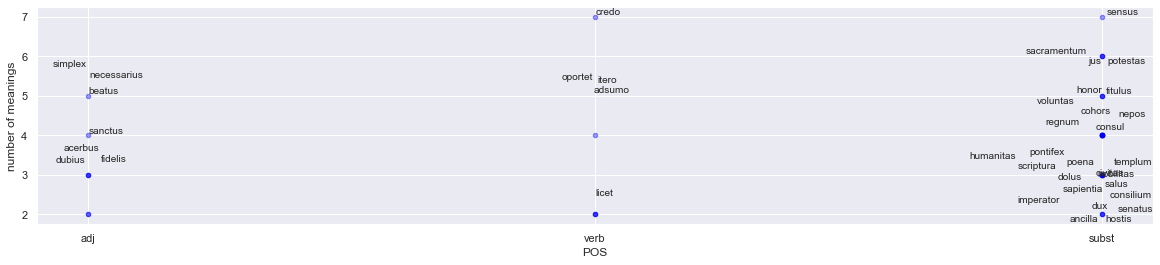 7
credo
sensus
6
simplex
sacramentum
jus
potestas
necessarius
oportet
itero
5
beatus
adsumo
honor
titulus
voluntas
cohors
nepos
regnum
consul
4
sanctus
acerbus
dubius
fidelis
humanitas
pontifex
scriptura
poena
templum
3
dolus
salus
sapientia
consilium
licet
imperator
dux
senatus
2
ancilla
hostis
adj
verb
subst
POS
number of meanings